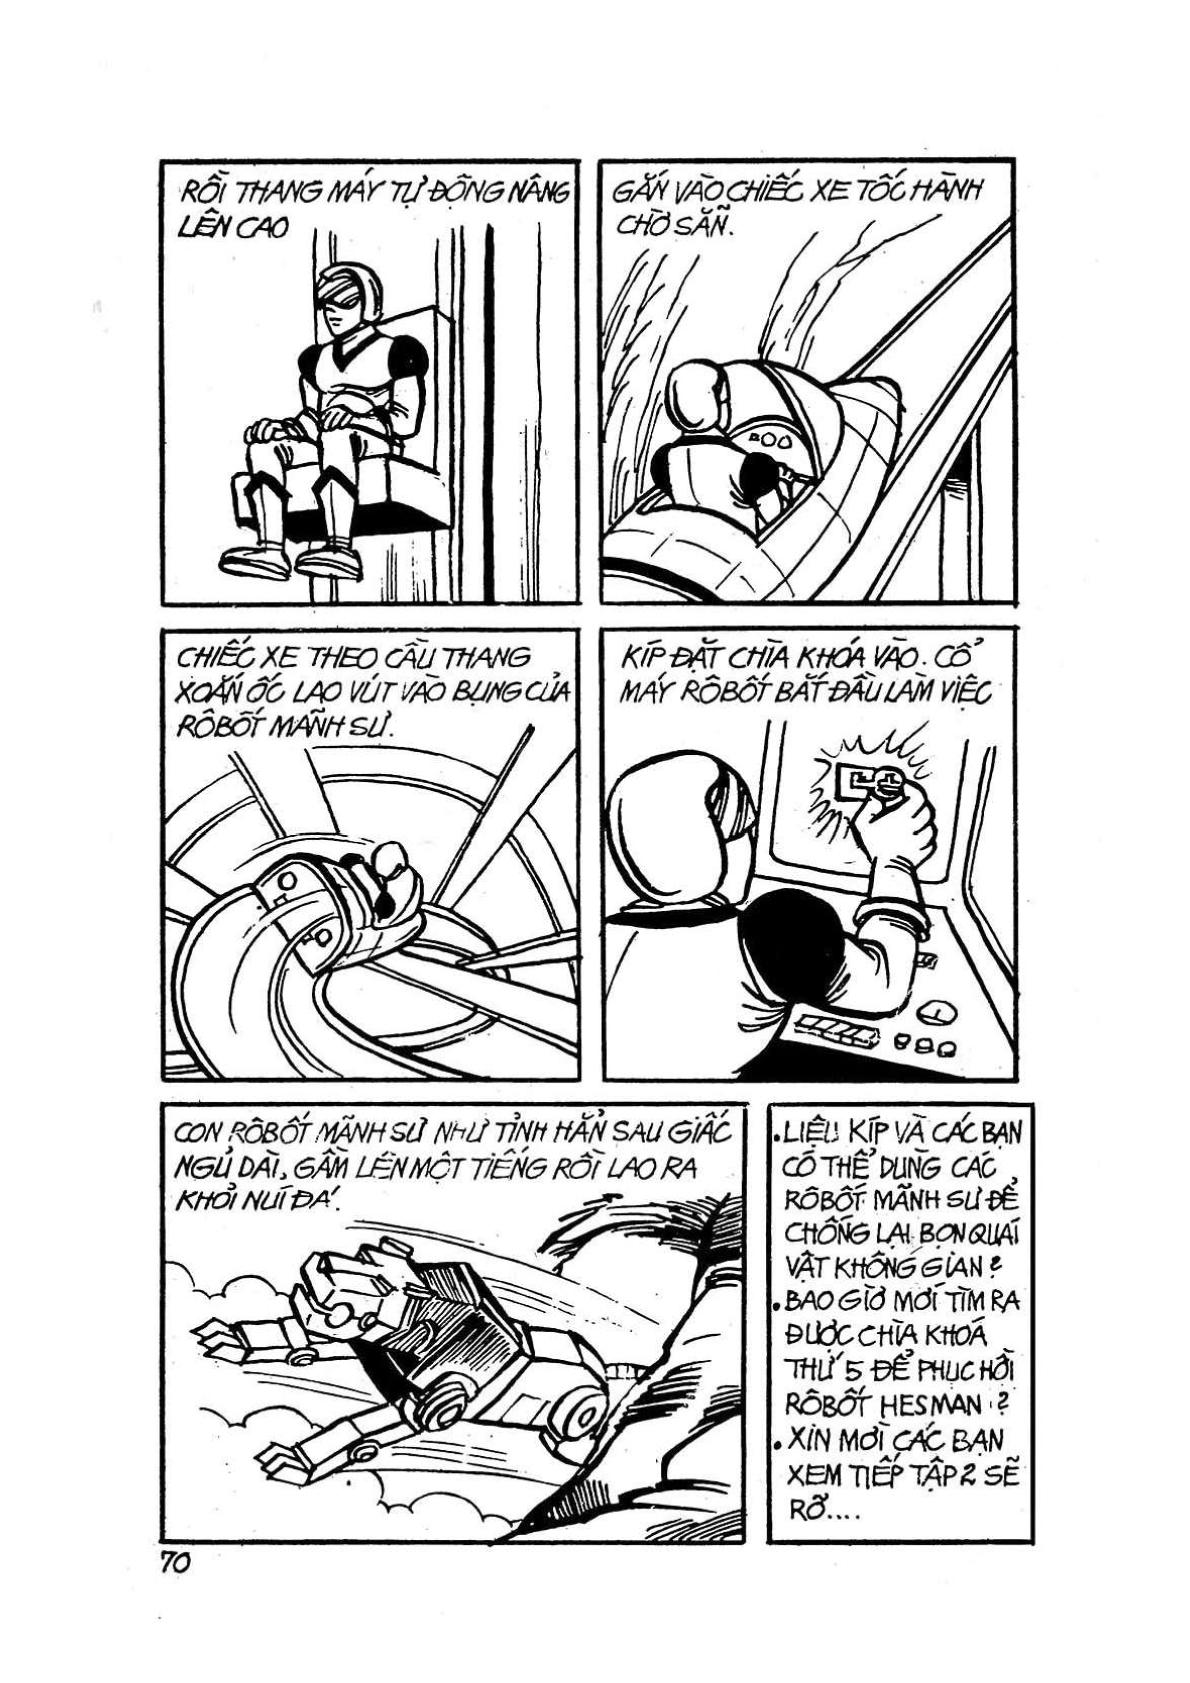 RỒI THANG MÁY TỰ ĐỘNG NÂNG
LÊN CAO
GẮN VÀO CHIẾC XE TỐC HÀNH
CHỜ SẴN.
CHIẾC XE THEO CẦU THANG
XOẮN ỐC LAO VÚT VÀO BỤNG CỦA
RÔBỐT MÃNH SƯ.
KÍP ĐẶT CHÌA KHÓA VÀO. CỔ
MÁY RÔBỐT BẮT ĐẦU LÀM VIỆC
CON RÔBỐT MÃNH SƯ NHƯ TỈNH HẲN SAU GIẤC
NGỦ DÀI, GẦM LÊN MỘT TIẾNG RỒI LAO RA
KHỎI NÚI ĐÁ.
• LIỆU KÍP VÀ CÁC BẠN
CÓ THỂ DÙNG CÁC
RÔBỐT MÃNH SƯ ĐỂ
CHỐNG LẠI BỌN QUÁI
VẬT KHÔNG GIAN?
• BAO GIỜ MỚI TÌM RA
ĐƯỢC CHÌA KHOÁ
THỨ 5 ĐỂ PHỤC HỒI
RÔBỐT HESMAN?
• XIN MỜI CÁC BẠN
XEM TIẾP TẬP 2 SẼ
RÕ....
70
BOO